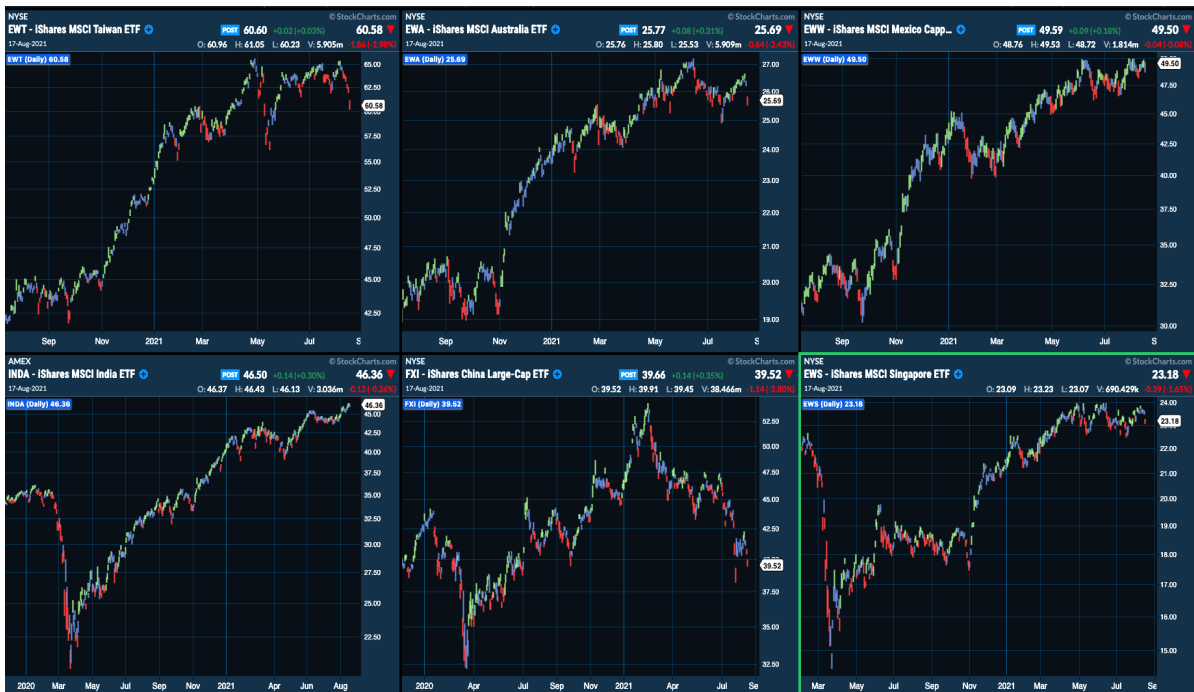 NYSE © StockCharts.com
EWT - iShares MSCI Taiwan ETF POST 60.60 +0.02 (+0.03%) 60.58
17-Aug-2021 O: 60.96 H: 61.05 L: 60.23 V: 5.905m -1.86 (-2.98%)
EWT (Daily) 60.58
65.00
62.50
60.58
57.50
55.00
52.50
50.00
47.50
45.00
42.50
Sep Nov 2021 Mar May Jul S
NYSE © StockCharts.com
EWA - iShares MSCI Australia ETF POST 25.77 +0.08 (+0.31%) 25.69
17-Aug-2021 O: 25.76 H: 25.80 L: 25.53 V: 5.909m -0.64 (-2.43%)
EWA (Daily) 25.69
27.00
26.00
25.69
25.00
24.00
23.00
22.00
21.00
20.00
19.00
Sep Nov 2021 Mar May Jul S
NYSE © StockCharts.com
EWW - iShares MSCI Mexico Capp... POST 49.59 +0.09 (+0.18%) 49.50
17-Aug-2021 O: 48.76 H: 49.53 L: 48.72 V: 1.814m -0.04 (-0.08%)
EWW (Daily) 49.50
49.50
47.50
45.00
42.50
40.00
37.50
35.00
32.50
30.00
Sep Nov 2021 Mar May Jul S
AMEX © StockCharts.com
INDA - iShares MSCI India ETF POST 46.50 +0.14 (+0.30%) 46.36
17-Aug-2021 O: 46.37 H: 46.43 L: 46.13 V: 3.036m -0.12 (-0.26%)
INDA (Daily) 46.36
46.36
45.00
42.50
40.00
35.00
32.50
30.00
27.50
25.00
22.50
2020 Mar May Jul Sep Nov 2021 Apr Jun Aug
NYSE © StockCharts.com
FXI - iShares China Large-Cap ETF POST 39.66 +0.14 (+0.35%) 39.52
17-Aug-2021 O: 39.52 H: 39.91 L: 39.45 V: 38.466m -1.14 (-2.80%)
FXI (Daily) 39.52
52.50
50.00
47.50
45.00
42.50
39.52
37.50
35.00
32.50
2020 Apr Jul Sep Nov 2021 Apr Jul Se
NYSE © StockCharts.com
EWS - iShares MSCI Singapore ETF 23.18
17-Aug-2021 O: 23.09 H: 23.23 L: 23.07 V: 690.429k -0.39 (-1.65%)
EWS (Daily) 23.18
24.00
23.18
22.00
21.00
20.00
19.00
18.00
17.00
16.00
15.00
Mar May Jul Sep Nov 2021 Mar May Jul Se